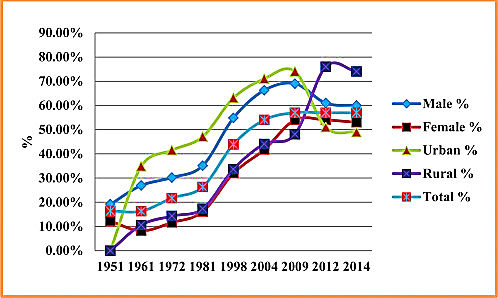 90.00%
80.00%
70.00%
60.00%
50.00%
40.00%
30.00%
20.00%
10.00%
0.00%
%
1951 1961 1972 1981 1998 2004 2009 2012 2014
Male %
Female %
Urban %
Rural %
Total %